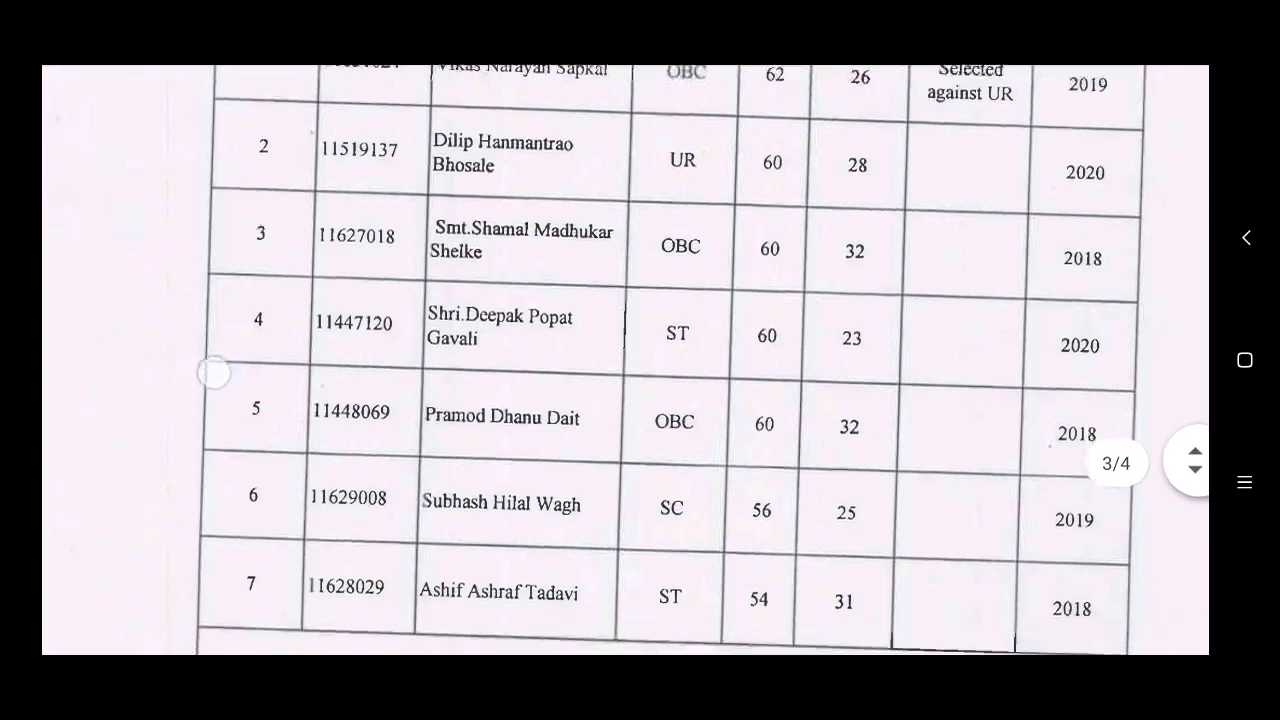 Vikas Narayan Sapkal OBC 62 26 Selected against UR 2019
2 11519137 Dilip Hanmantrao Bhosale UR 60 28 2020
3 11627018 Smt.Shamal Madhukar Shelke OBC 60 32 2018
4 11447120 Shri.Deepak Popat Gavali ST 60 23 2020
5 11448069 Pramod Dhanu Dait OBC 60 32 2018
3/4
6 11629008 Subhash Hilal Wagh SC 56 25 2019
7 11628029 Ashif Ashraf Tadavi ST 54 31 2018